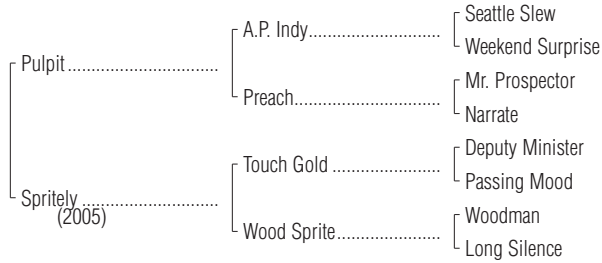 Seattle Slew
A.P. Indy..............................
Weekend Surprise
Pulpit..................................
Mr. Prospector
Preach.................................
Narrate
Deputy Minister
Touch Gold .........................
Passing Mood
Spritely ...............................
(2005)
Woodman
Wood Sprite........................
Long Silence